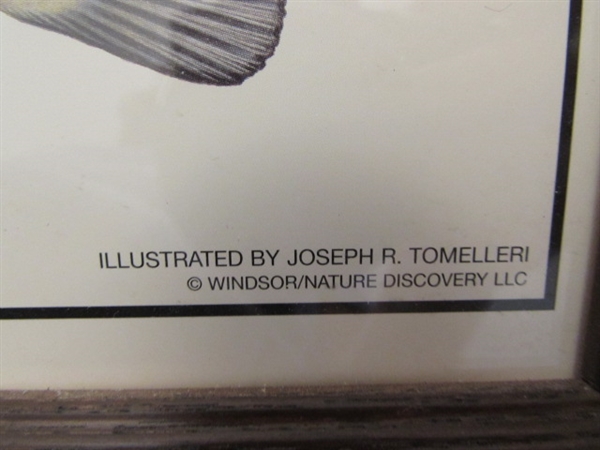 ILLUSTRATED BY JOSEPH R. TOMELLERI
© WINDSOR/NATURE DISCOVERY LLC